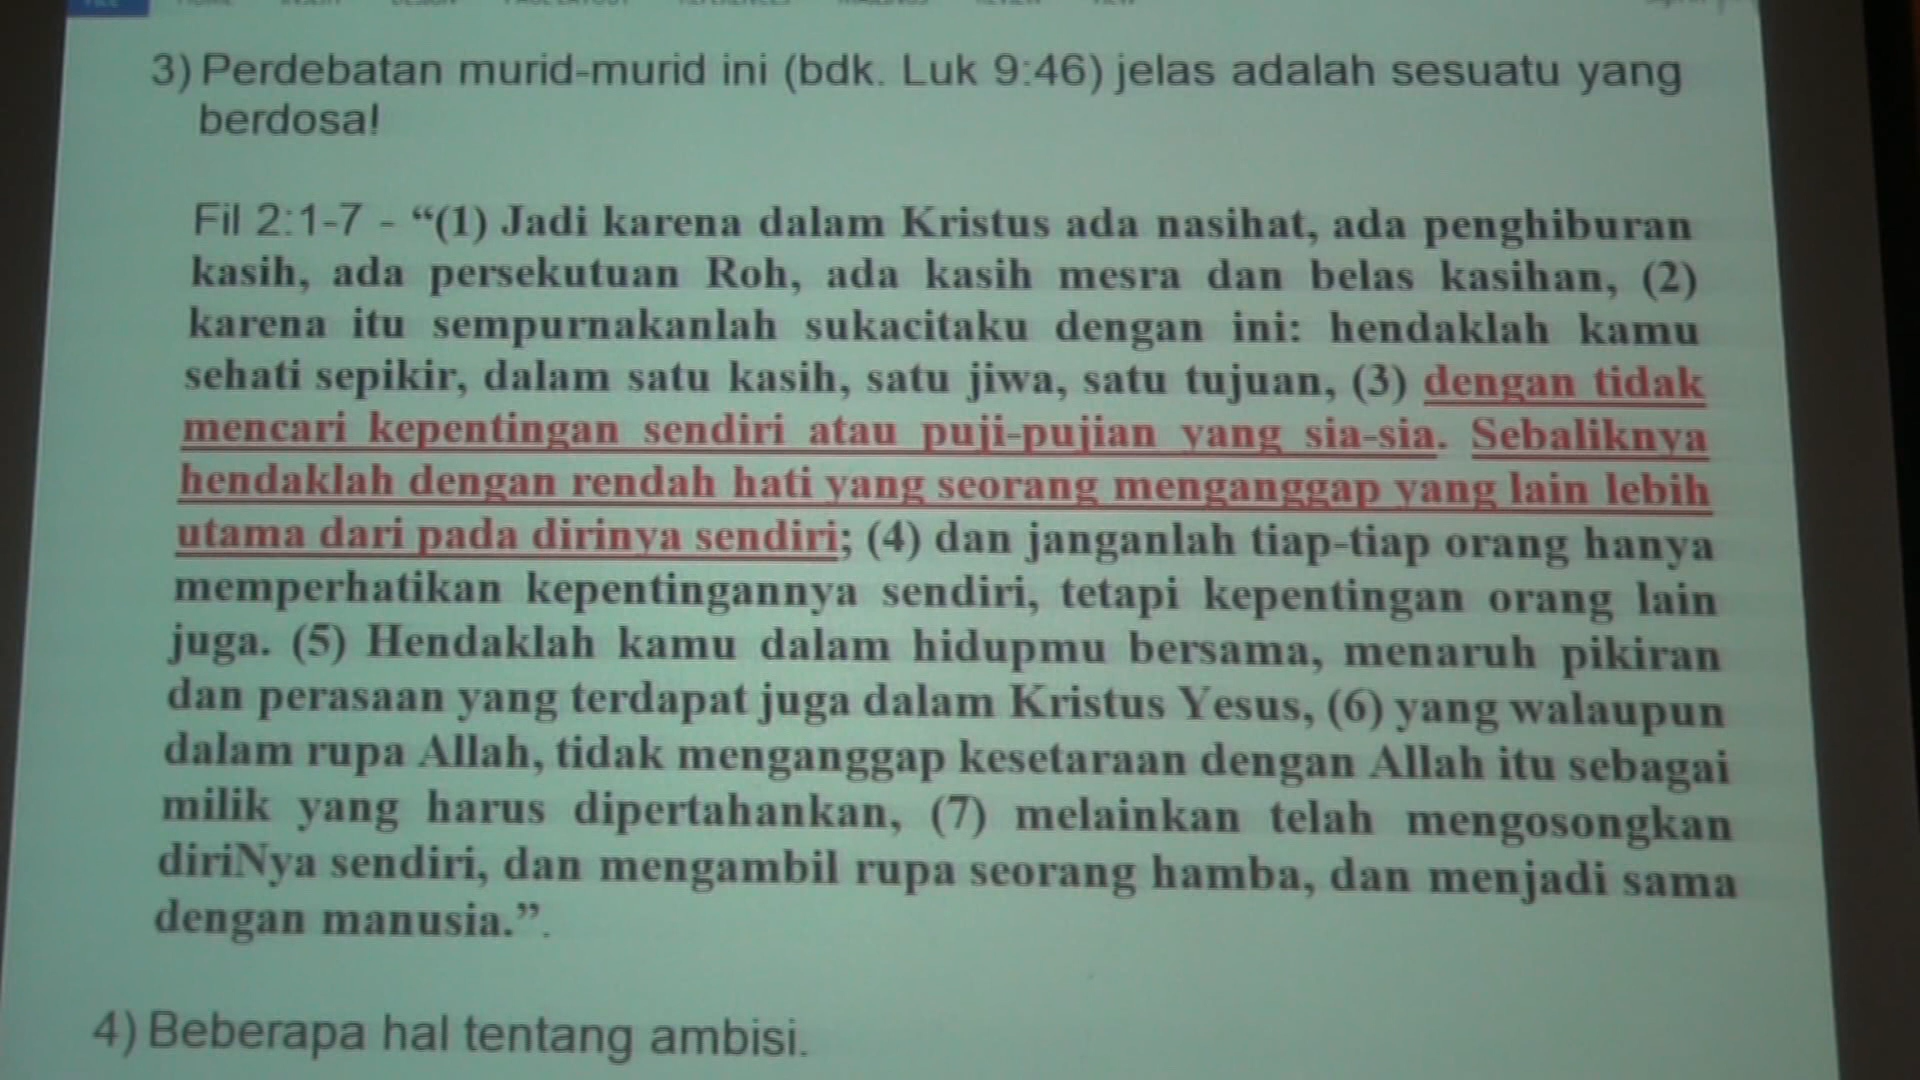 3) Perdebatan murid-murid ini (bdk. Luk 9:46) jelas adalah sesuatu yang
berdosa!
Fil 2:1-7 - “(1) Jadi karena dalam Kristus ada nasihat, ada penghiburan
kasih, ada persekutuan Roh, ada kasih mesra dan belas kasihan, (2)
karena itu sempurnakanlah sukacitaku dengan ini: hendaklah kamu
sehati sepikir, dalam satu kasih, satu jiwa, satu tujuan, (3) dengan tidak
mencari kepentingan sendiri atau puji-pujian yang sia-sia. Sebaliknya
hendaklah dengan rendah hati yang seorang menganggap yang lain lebih
utama dari pada dirinya sendiri; (4) dan janganlah tiap-tiap orang hanya
memperhatikan kepentingannya sendiri, tetapi kepentingan orang lain
juga. (5) Hendaklah kamu dalam hidupmu bersama, menaruh pikiran
dan perasaan yang terdapat juga dalam Kristus Yesus, (6) yang walaupun
dalam rupa Allah, tidak menganggap kesetaraan dengan Allah itu sebagai
milik yang harus dipertahankan, (7) melainkan telah mengosongkan
diriNya sendiri, dan mengambil rupa seorang hamba, dan menjadi sama
dengan manusia.”.
4) Beberapa hal tentang ambisi.